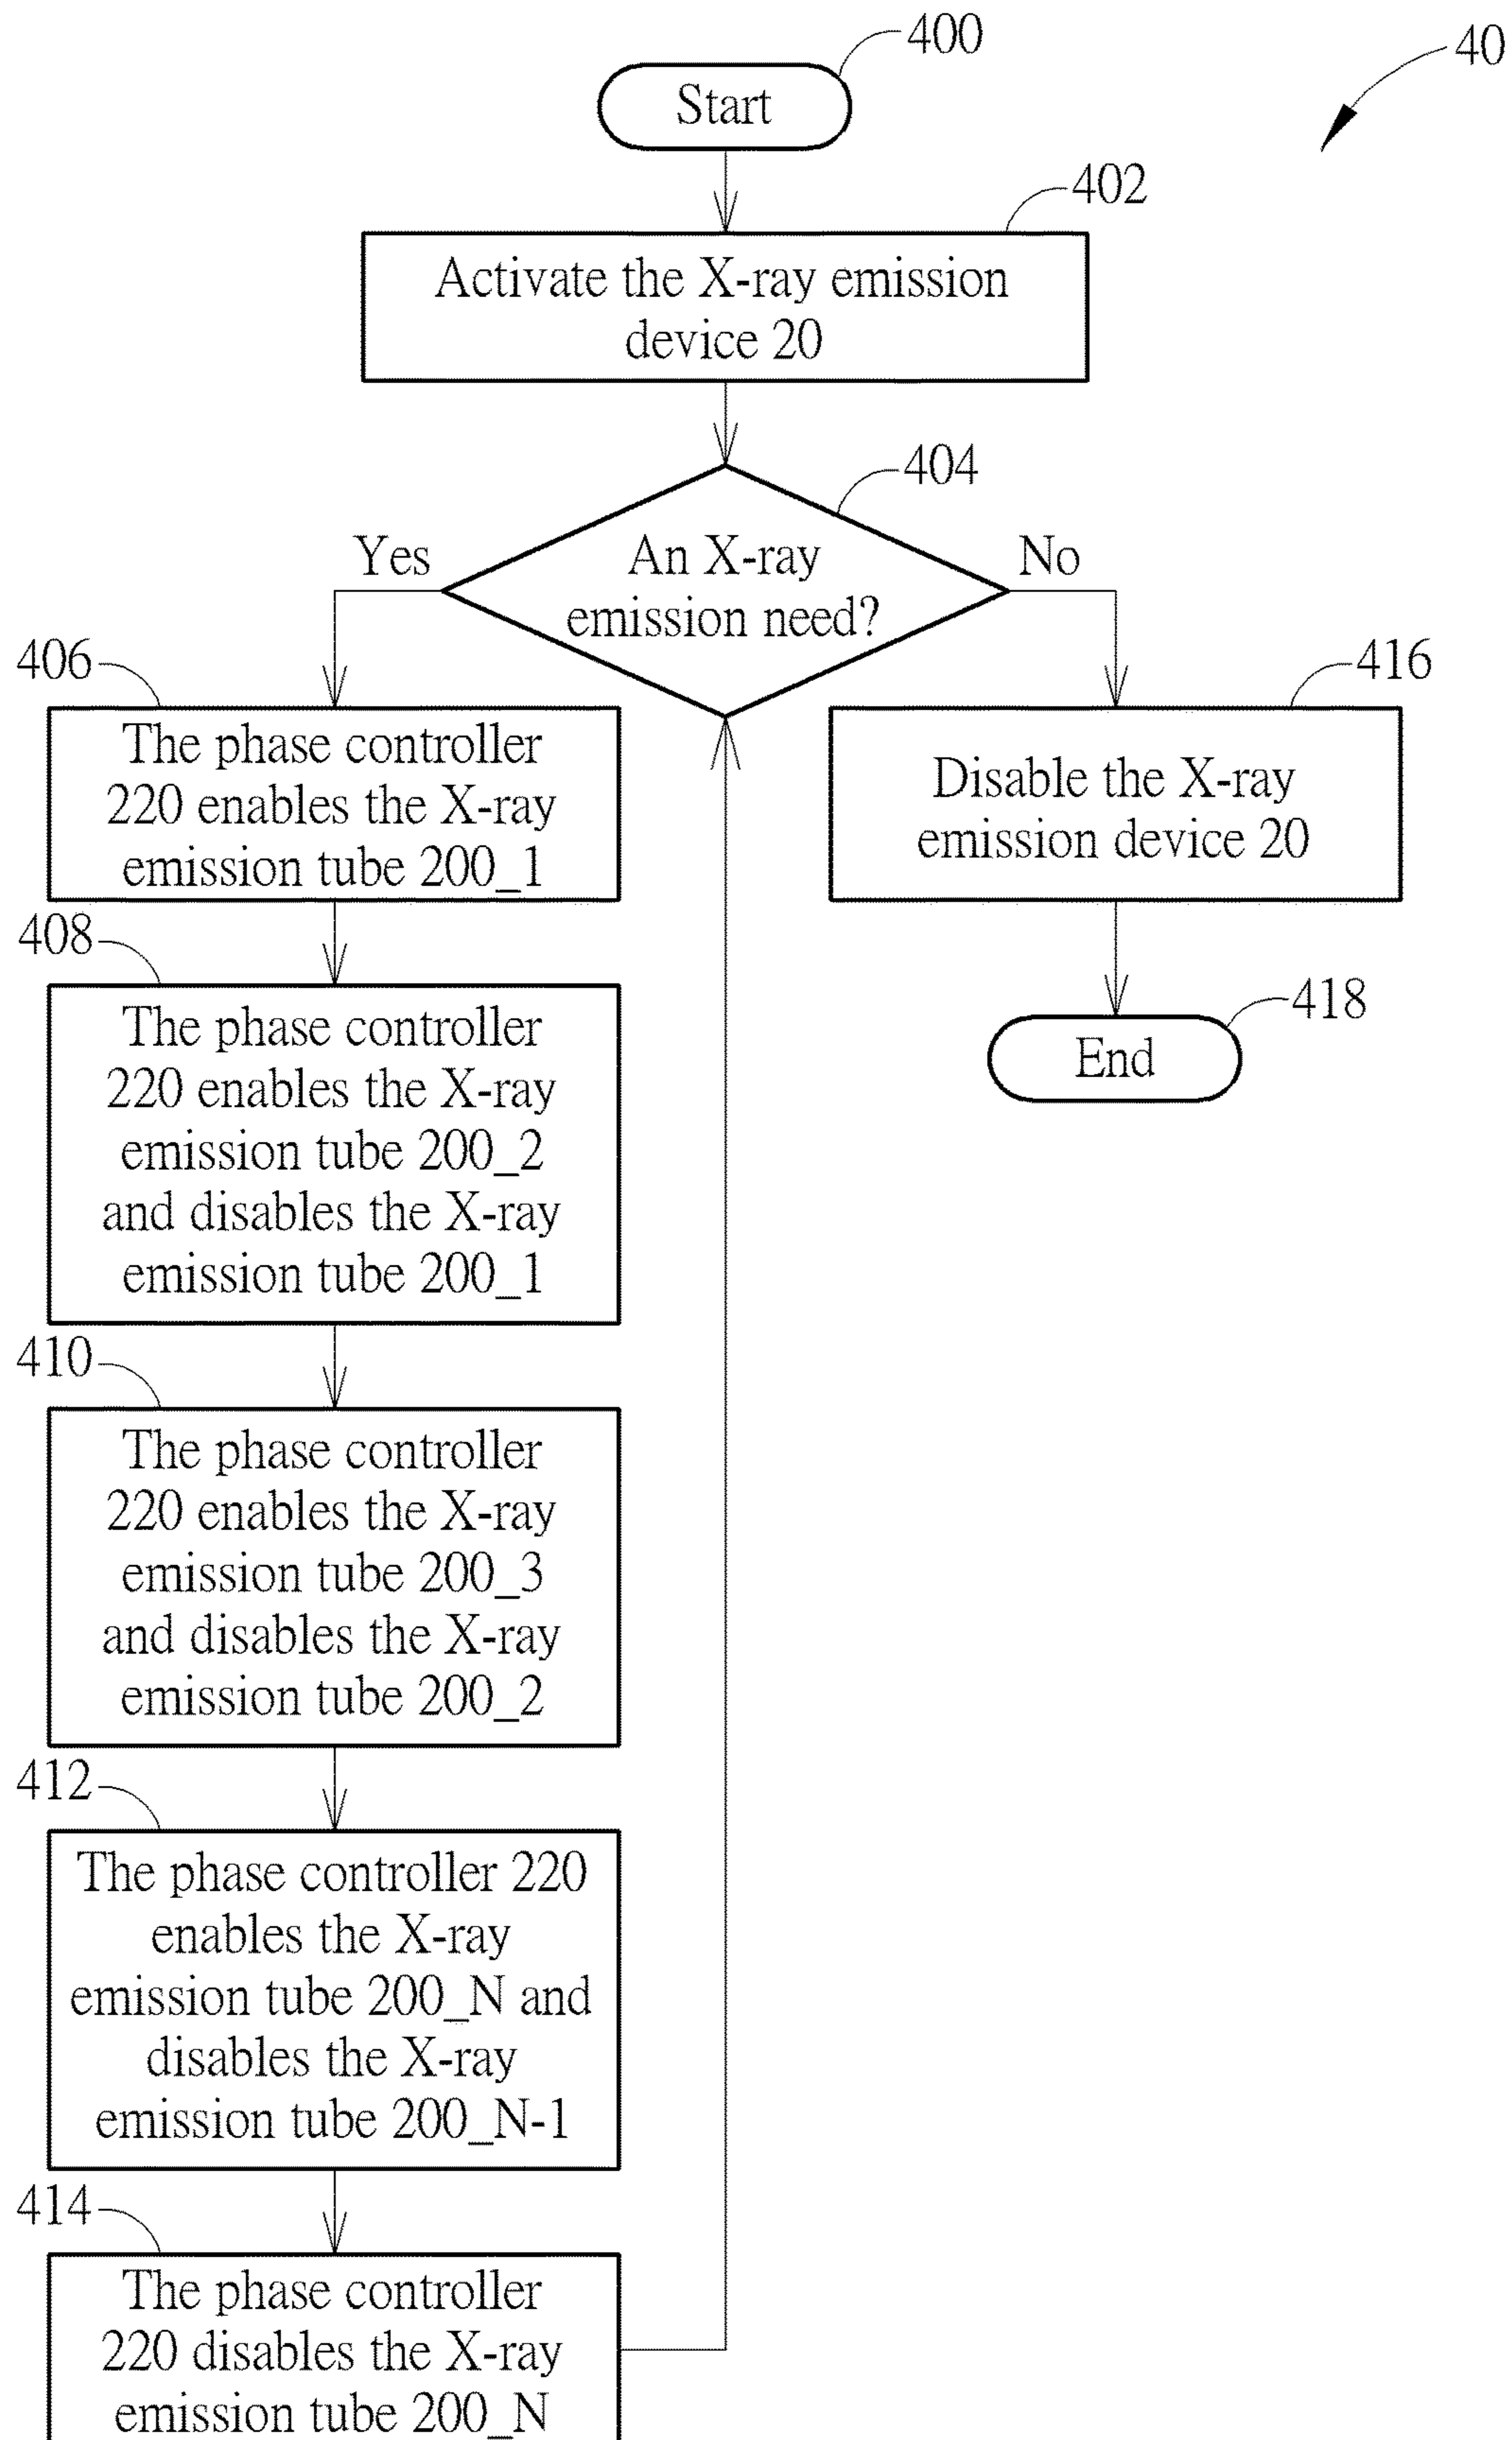 400
40
Start
402
Activate the X-ray emission
device 20
404
Yes
An X-ray
emission need?
No
406
The phase controller
220 enables the X-ray
emission tube 200_1
416
Disable the X-ray
emission device 20
408
The phase controller
220 enables the X-ray
emission tube 200_2
and disables the X-ray
emission tube 200_1
418
End
410
The phase controller
220 enables the X-ray
emission tube 200_3
and disables the X-ray
emission tube 200_2
412
The phase controller 220
enables the X-ray
emission tube 200_N and
disables the X-ray
emission tube 200_N-1
414
The phase controller
220 disables the X-ray
emission tube 200_N